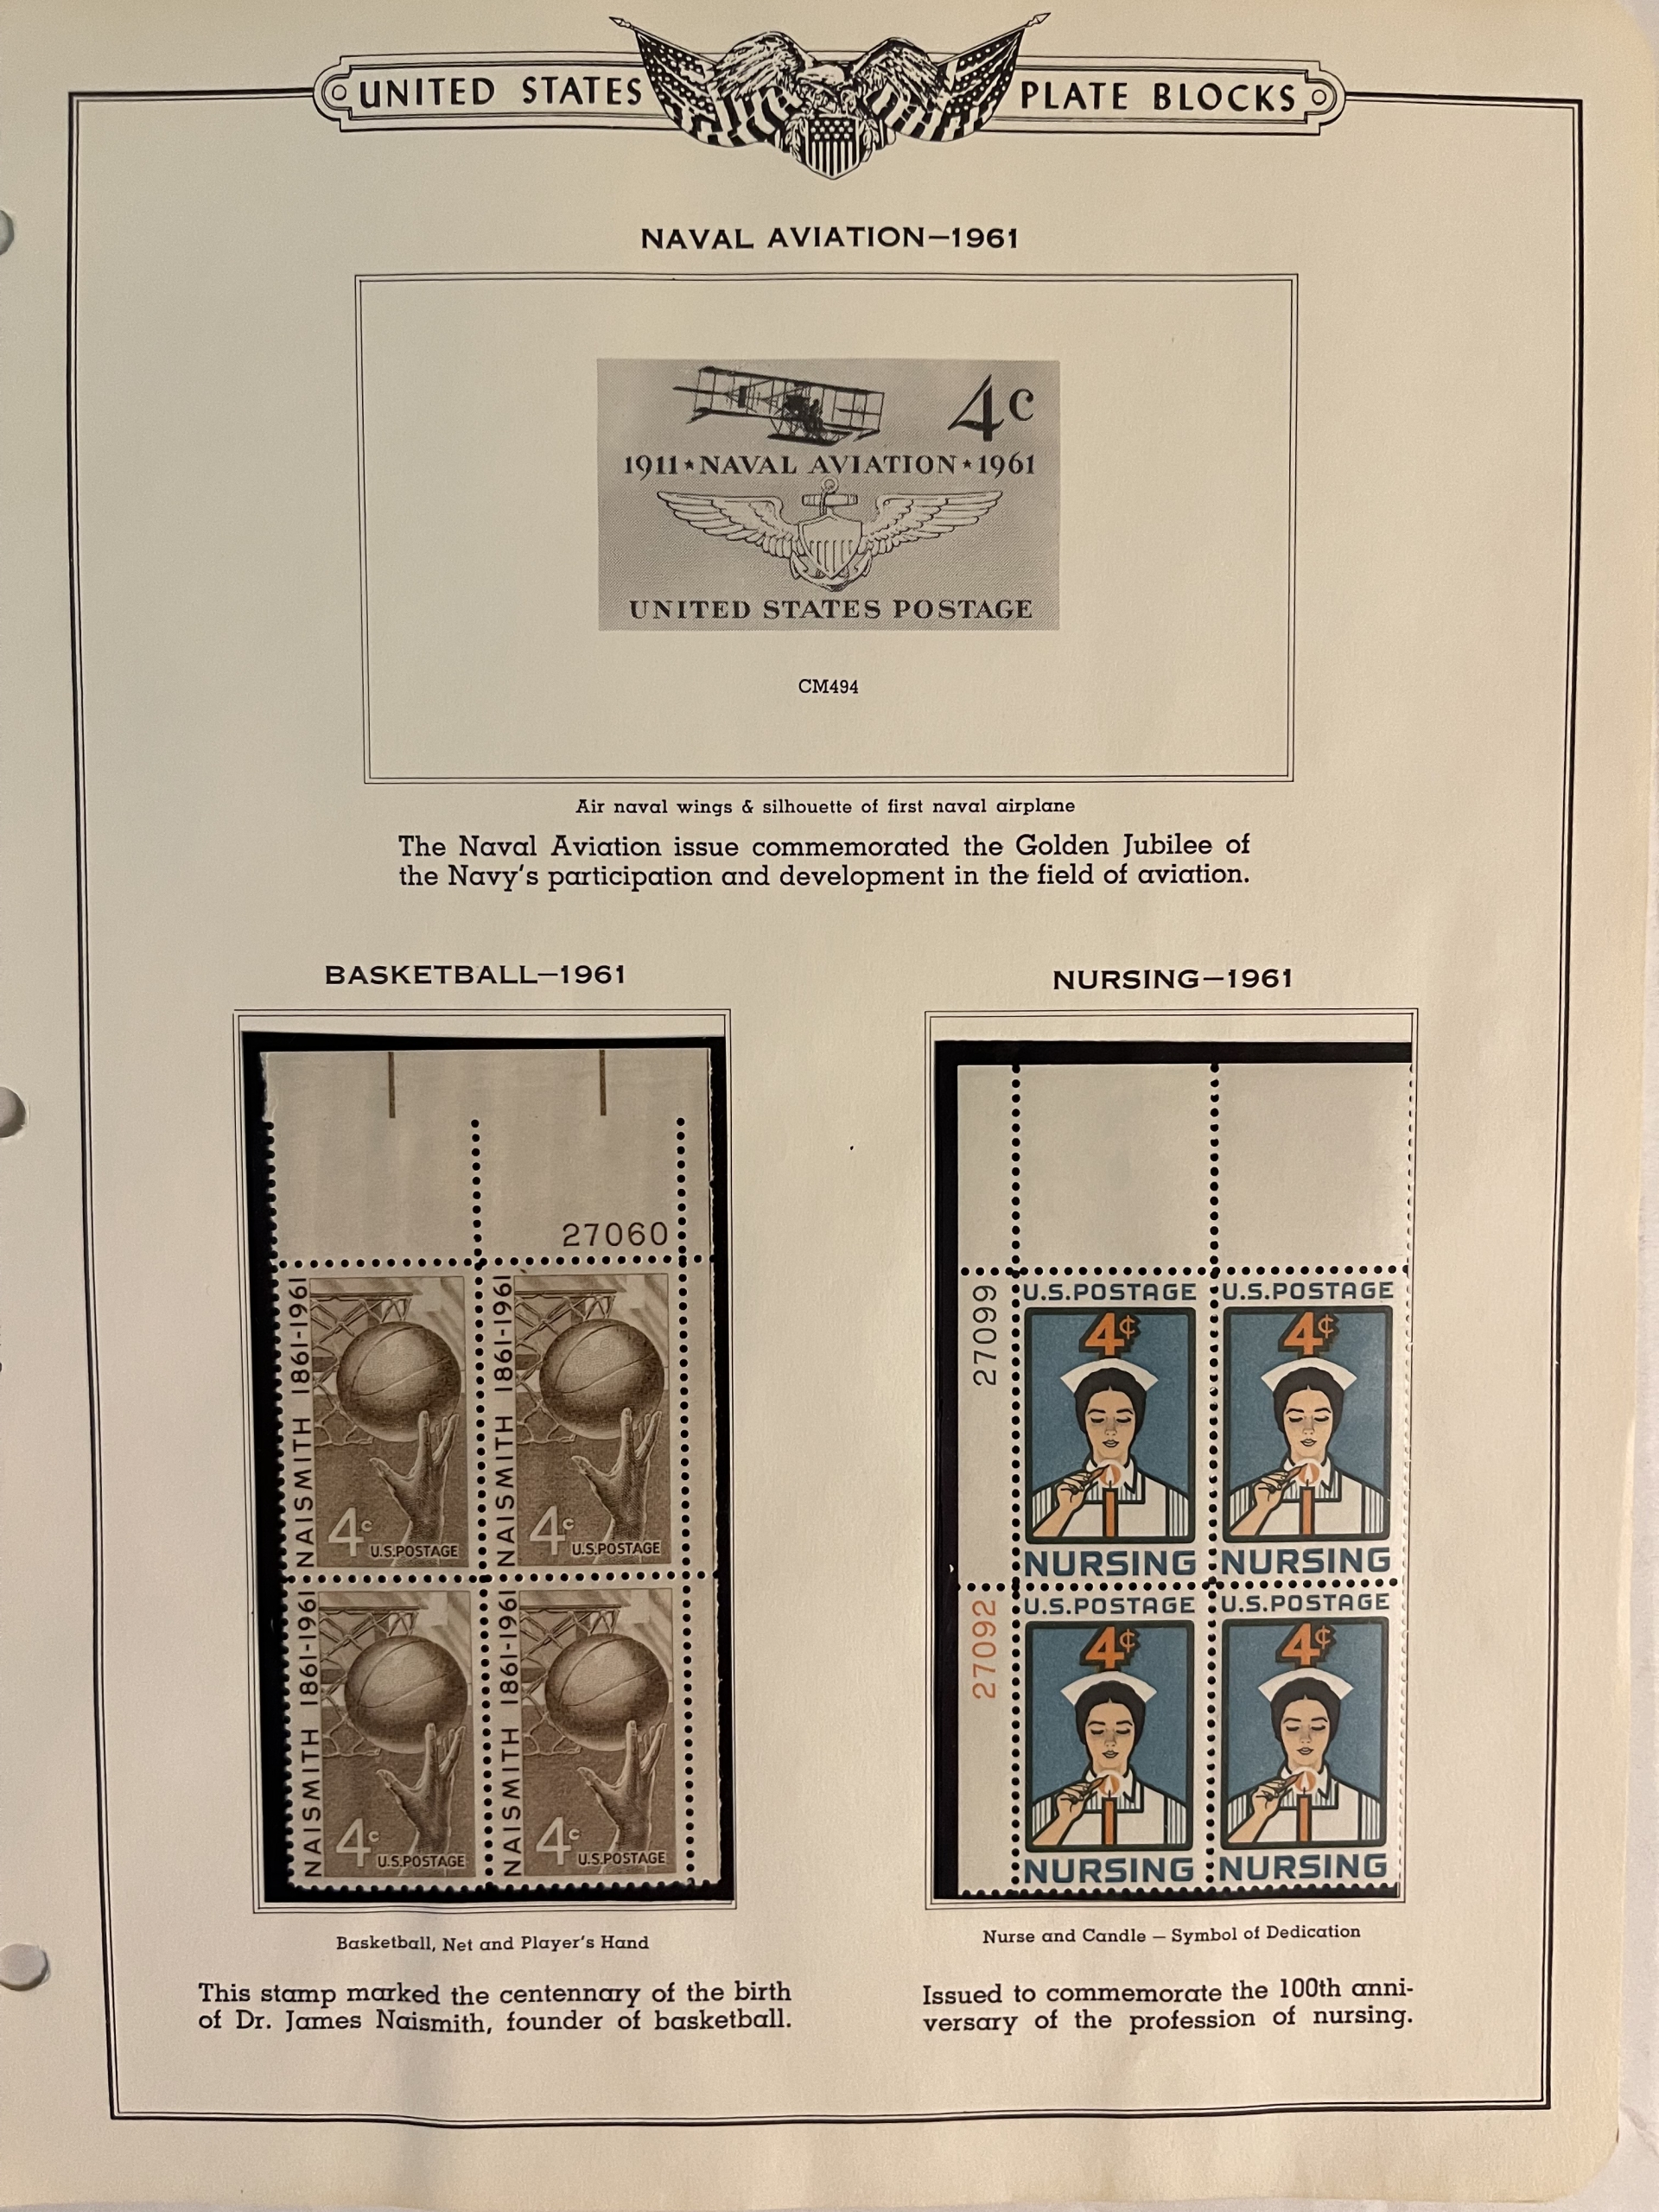 UNITED STATES PLATE BLOCKS
NAVAL AVIATION—1961
4c
1911★NAVAL AVIATION★1961
UNITED STATES POSTAGE
CM494
Air naval wings & silhouette of first naval airplane
The Naval Aviation issue commemorated the Golden Jubilee of
the Navy's participation and development in the field of aviation.
BASKETBALL—1961
27060
NAISMITH 1861-1961
4c
U.S.POSTAGE
NAISMITH 1861-1961
4c
U.S.POSTAGE
NAISMITH 1861-1961
4c
U.S.POSTAGE
NAISMITH 1861-1961
4c
U.S.POSTAGE
Basketball, Net and Player's Hand
This stamp marked the centennary of the birth
of Dr. James Naismith, founder of basketball.
NURSING—1961
27099
27092
U.S.POSTAGE
4¢
NURSING
U.S.POSTAGE
4¢
NURSING
U.S.POSTAGE
4¢
NURSING
U.S.POSTAGE
4¢
NURSING
Nurse and Candle — Symbol of Dedication
Issued to commemorate the 100th anni-
versary of the profession of nursing.